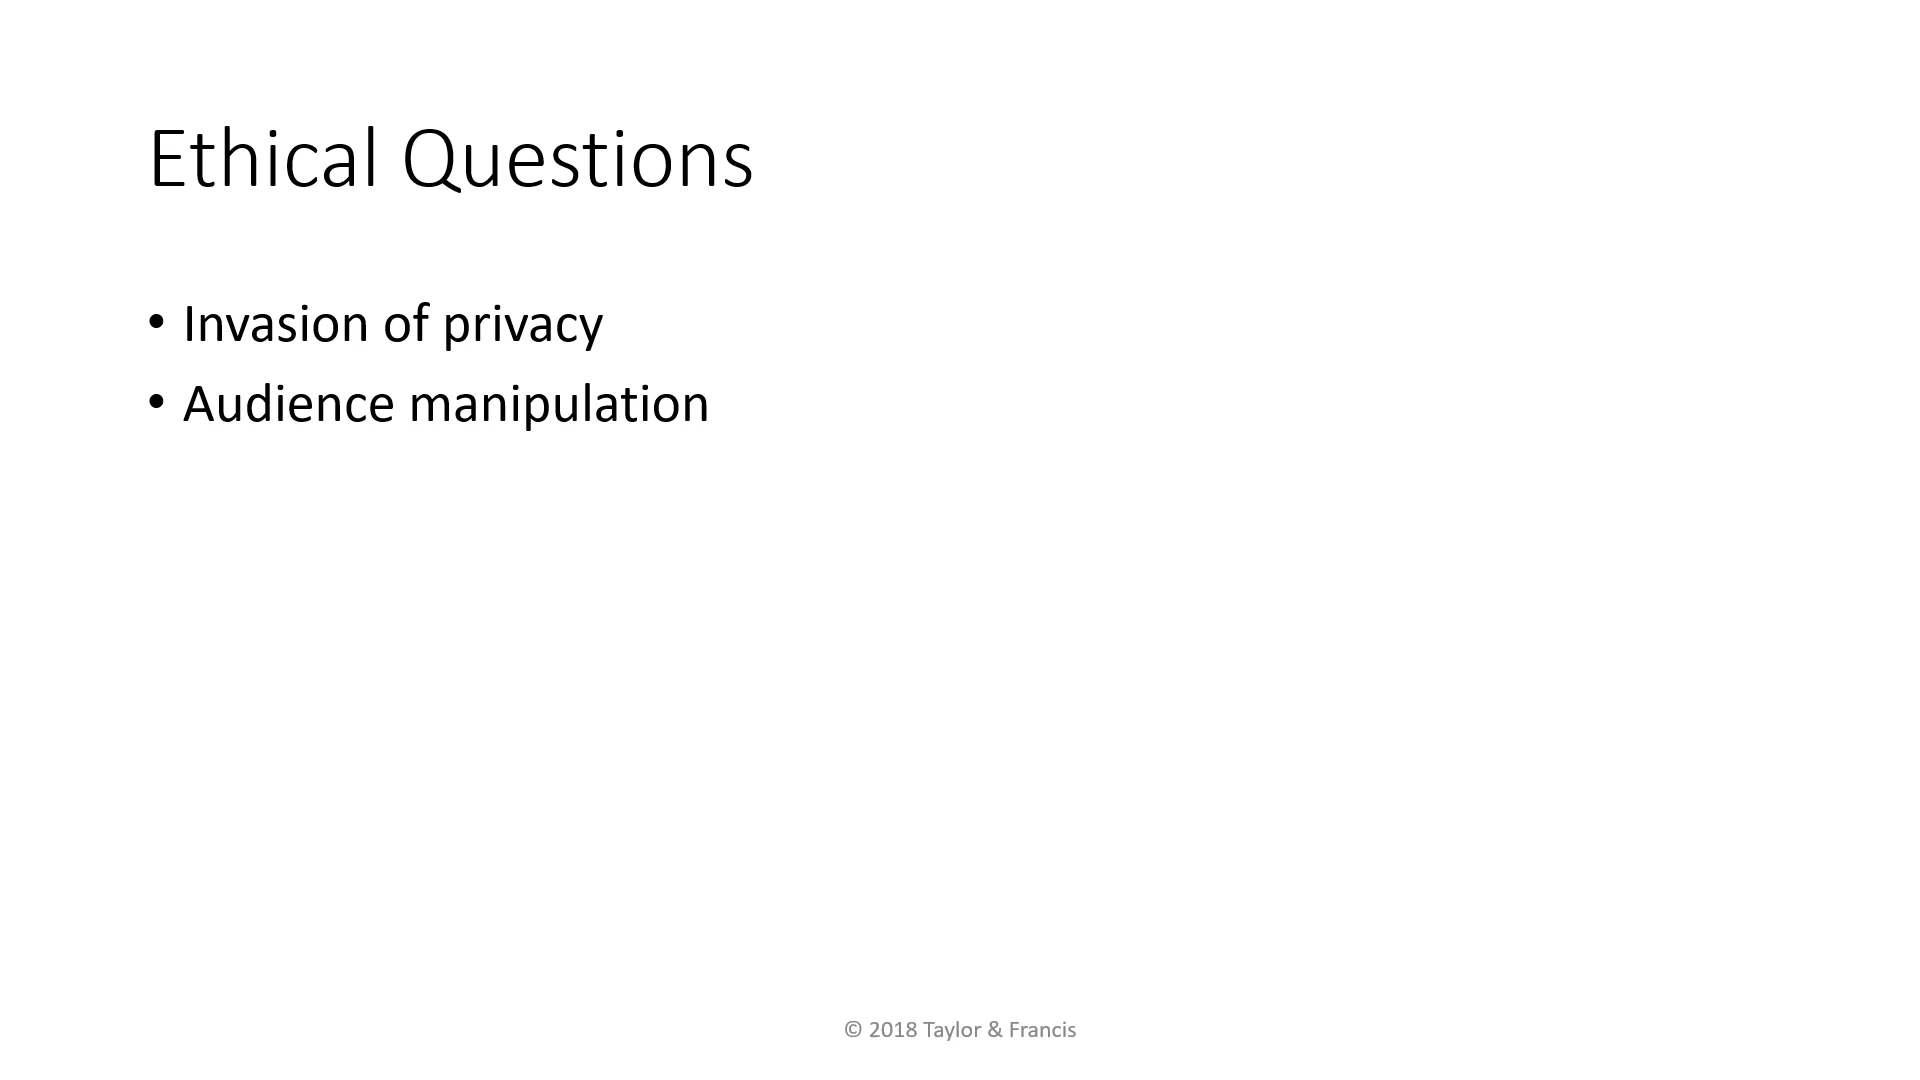 Ethical Questions
• Invasion of privacy
• Audience manipulation
© 2018 Taylor & Francis